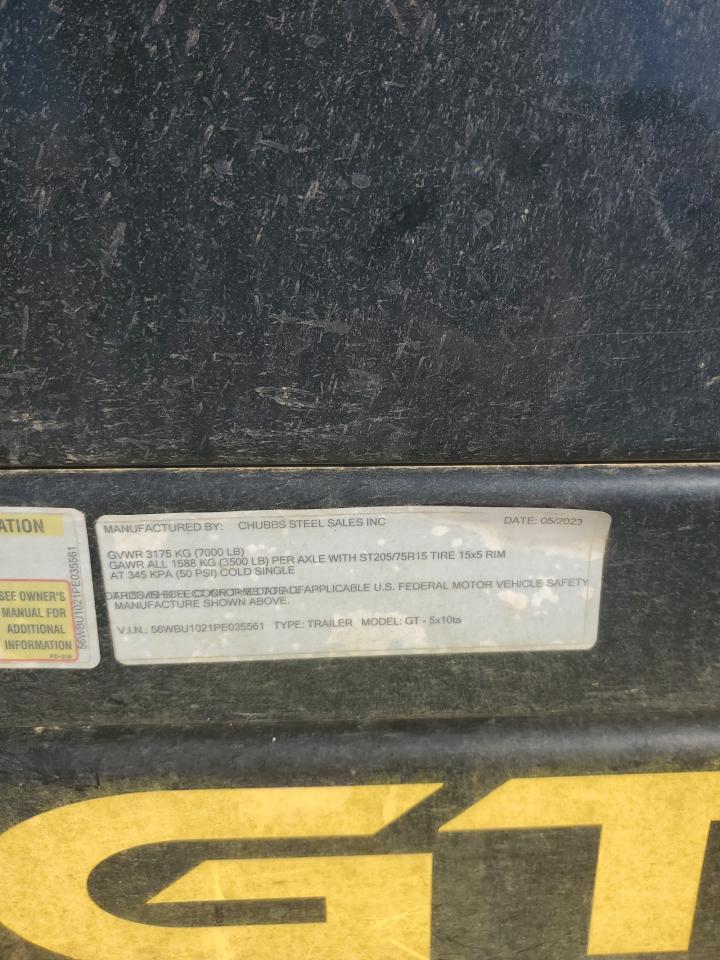 ATION
SEE OWNER'S
MANUAL FOR
ADDITIONAL
INFORMATION
56WBU1021PE035561
MANUFACTURED BY: CHUBBS STEEL SALES INC DATE: 05/2023
GVWR 3175 KG (7000 LB)
GAWR ALL 1588 KG (3500 LB) PER AXLE WITH ST205/75R15 TIRE 15x5 RIM
AT 345 KPA (50 PSI) COLD SINGLE
APPLICABLE U.S. FEDERAL MOTOR VEHICLE SAFETY
MANUFACTURE SHOWN ABOVE.
V.I.N.: 56WBU1021PE035561 TYPE: TRAILER MODEL: GT - 5x10ta
GT